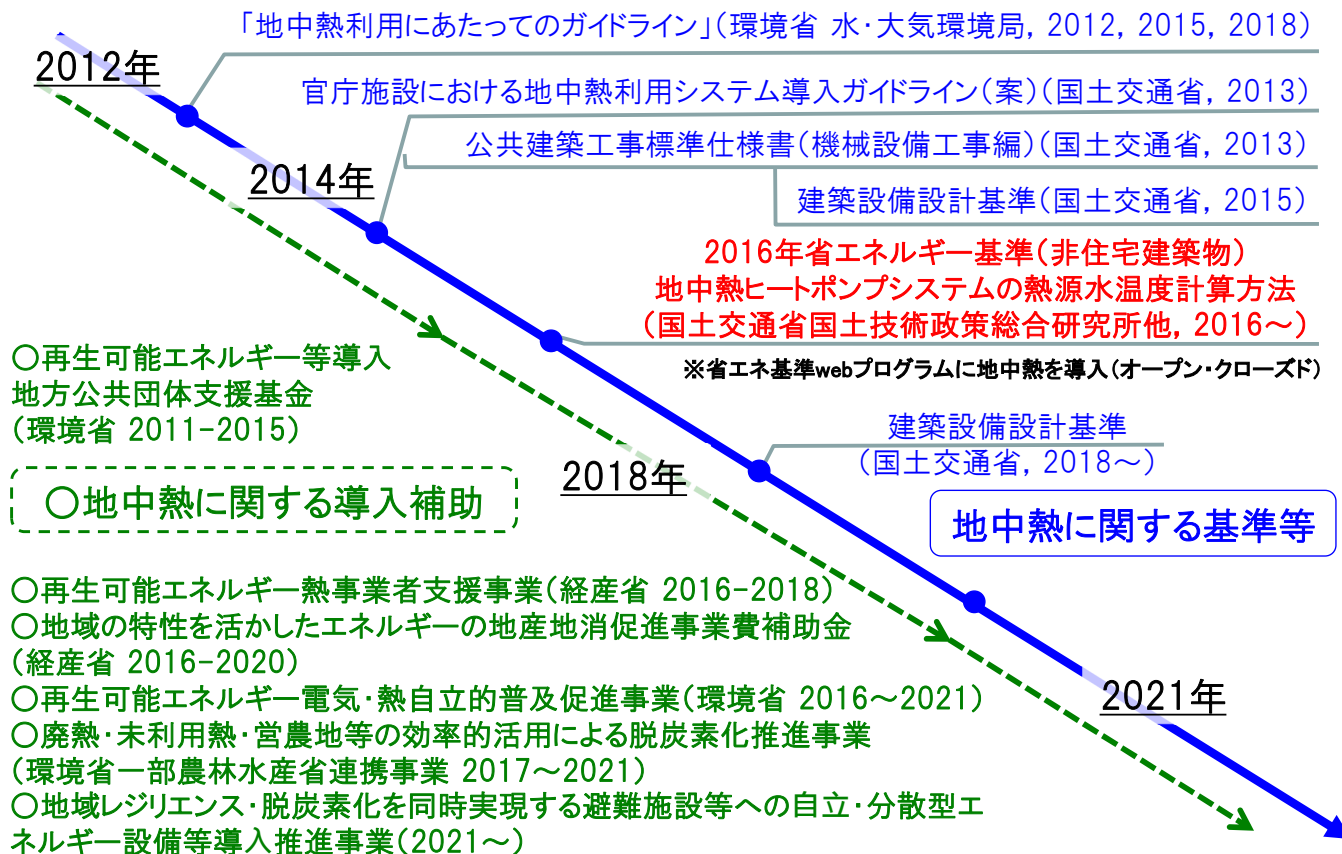 「地中熱利用にあたってのガイドライン」(環境省 水・大気環境局, 2012, 2015, 2018)
2012年
官庁施設における地中熱利用システム導入ガイドライン(案)(国土交通省, 2013)
公共建築工事標準仕様書(機械設備工事編)(国土交通省, 2013)
2014年
建築設備設計基準(国土交通省, 2015)
2016年省エネルギー基準(非住宅建築物)
地中熱ヒートポンプシステムの熱源水温度計算方法
(国土交通省国土技術政策総合研究所他, 2016～)
※省エネ基準webプログラムに地中熱を導入(オープン・クローズド)
○再生可能エネルギー等導入
地方公共団体支援基金
(環境省 2011-2015)
建築設備設計基準
(国土交通省, 2018～)
2018年
○地中熱に関する導入補助
地中熱に関する基準等
○再生可能エネルギー熱事業者支援事業(経産省 2016-2018)
○地域の特性を活かしたエネルギーの地産地消促進事業費補助金
(経産省 2016-2020)
○再生可能エネルギー電気・熱自立的普及促進事業(環境省 2016～2021)
2021年
○廃熱・未利用熱・営農地等の効率的活用による脱炭素化推進事業
(環境省一部農林水産省連携事業 2017～2021)
○地域レジリエンス・脱炭素化を同時実現する避難施設等への自立・分散型エ
ネルギー設備等導入推進事業(2021～)